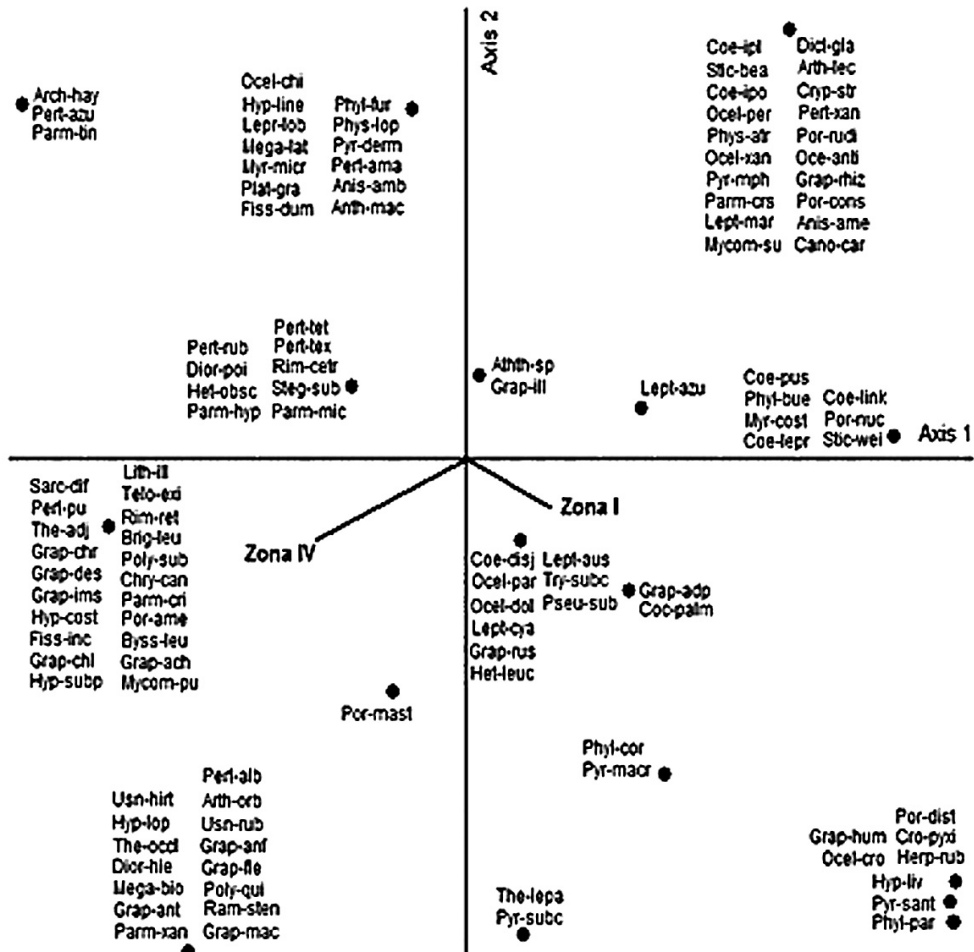 Axis 2
Arch-hay
Pert-azu
Parm-tin
Ocel-chi
Hyp-line Phyl-fur
Lepr-lob Phys-lop
Mega-lat Pyr-derm
Myr-micr Pert-ama
Plat-gra Anis-amb
Fiss-dum Anth-mac
Coe-ipl Dict-gla
Stic-bea Arth-lec
Coe-ipo Cryp-str
Ocel-per Pert-xan
Phys-atr Por-rudi
Ocel-xan Oce-anti
Pyr-mph Grap-rhiz
Parm-crs Por-cons
Lept-mar Anis-ame
Mycom-su Cano-car
Pert-tet
Pert-rub Pert-tex
Dior-poi Rim-cetr
Het-obsc Steg-sub
Parm-hyp Parm-mic
Athth-sp
Grap-ill
Lept-azu
Coe-pus
Phyl-bue Coe-link
Myr-cost Por-nuc
Coe-lepr Stic-wei
Axis 1
Lith-ill
Sarc-dif Telo-exi
Pert-pu Rim-ret
The-adj Brig-leu
Grap-chr Poly-sub
Grap-des Chry-can
Grap-ims Parm-cri
Hyp-cost Por-ame
Fiss-inc Byss-leu
Grap-chl Grap-ach
Hyp-subp Mycom-pu
Zona IV
Zona I
Coe-disj Lept-aus
Ocel-par Try-subc
Ocel-dol Pseu-sub
Lept-cya
Grap-rus
Het-leuc
Grap-adp
Coc-palm
Por-mast
Phyl-cor
Pyr-macr
Pert-alb
Usn-hirt Arth-orb
Hyp-lop Usn-rub
The-occl Grap-anf
Dior-hie Grap-fle
Mega-bio Poly-qui
Grap-ant Ram-sten
Parm-xan Grap-mac
The-lepa
Pyr-subc
Por-dist
Grap-hum Cro-pyxi
Ocel-cro Herp-rub
Hyp-liv
Pyr-sant
Phyl-par